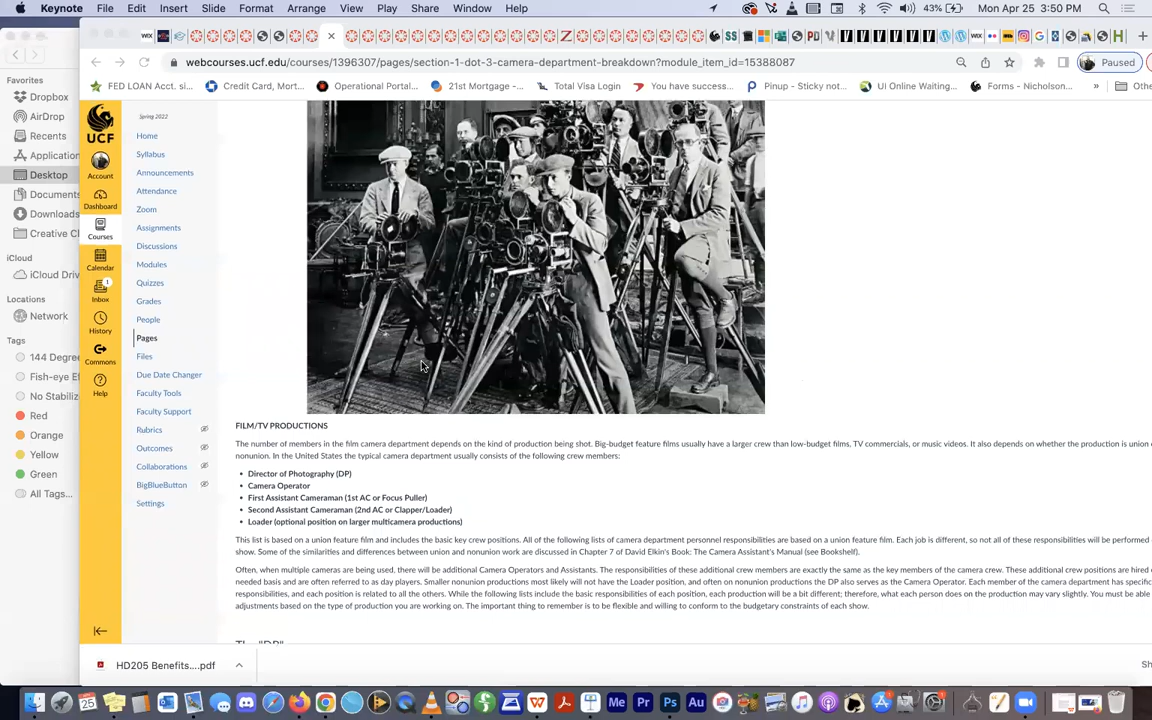 Keynote File Edit Insert Slide Format Arrange View Play Share Window Help 43% Mon Apr 25 3:50 PM
webcourses.ucf.edu/courses/1396307/pages/section-1-dot-3-camera-department-breakdown?module_item_id=15388087 Paused
FED LOAN Acct. si... Credit Card, Mort... Operational Portal... 21st Mortgage -... Total Visa Login You have success... Pinup - Sticky not... UI Online Waiting... Forms - Nicholson... Othe
Favorites
Dropbox
AirDrop
Recents
Application
Desktop
Documents
Downloads
Creative Cl
iCloud
iCloud Driv
Locations
Network
Tags
144 Degree
Fish-eye Ef
No Stabiliz
Red
Orange
Yellow
Green
All Tags...
UCF
Account
Dashboard
Courses
Calendar
1
Inbox
History
Commons
Help
Spring 2022
Home
Syllabus
Announcements
Attendance
Zoom
Assignments
Discussions
Modules
Quizzes
Grades
People
Pages
Files
Due Date Changer
Faculty Tools
Faculty Support
Rubrics
Outcomes
Collaborations
BigBlueButton
Settings
FILM/TV PRODUCTIONS
The number of members in the film camera department depends on the kind of production being shot. Big-budget feature films usually have a larger crew than low-budget films, TV commercials, or music videos. It also depends on whether the production is union
nonunion. In the United States the typical camera department usually consists of the following crew members:
• Director of Photography (DP)
• Camera Operator
• First Assistant Cameraman (1st AC or Focus Puller)
• Second Assistant Cameraman (2nd AC or Clapper/Loader)
• Loader (optional position on larger multicamera productions)
This list is based on a union feature film and includes the basic key crew positions. All of the following lists of camera department personnel responsibilities are based on a union feature film. Each job is different, so not all of these responsibilities will be performed
show. Some of the similarities and differences between union and nonunion work are discussed in Chapter 7 of David Elkin's Book: The Camera Assistant's Manual (see Bookshelf).
Often, when multiple cameras are being used, there will be additional Camera Operators and Assistants. The responsibilities of these additional crew members are exactly the same as the key members of the camera crew. These additional crew positions are hired
needed basis and are often referred to as day players. Smaller nonunion productions most likely will not have the Loader position, and often on nonunion productions the DP also serves as the Camera Operator. Each member of the camera department has specific
responsibilities, and each position is related to all the others. While the following lists include the basic responsibilities of each position, each production will be a bit different; therefore, what each person does on the production may vary slightly. You must be able
adjustments based on the type of production you are working on. The important thing to remember is to be flexible and willing to conform to the budgetary constraints of each show.
HD205 Benefits....pdf Sh